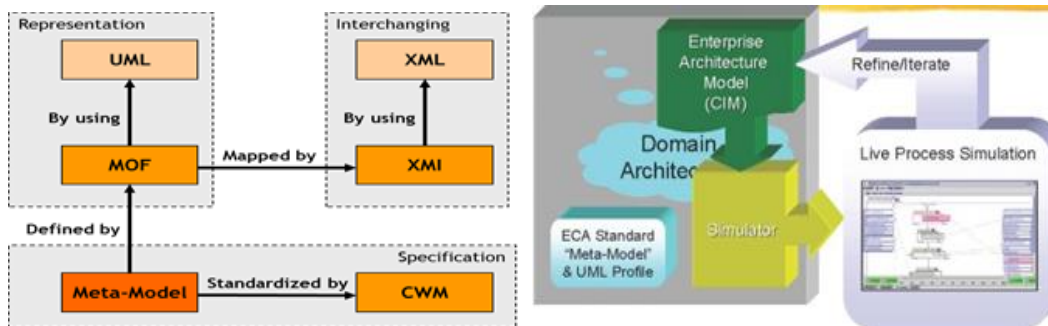 Representation
UML
By using
MOF
Mapped by
Interchanging
XML
By using
XMI
Defined by
Specification
Meta-Model
Standardized by
CWM
Enterprise
Architecture
Model
(CIM)
Domain
Simulator
ECA Standard
"Meta-Model"
& UML Profile
Refine/Iterate
Live Process Simulation